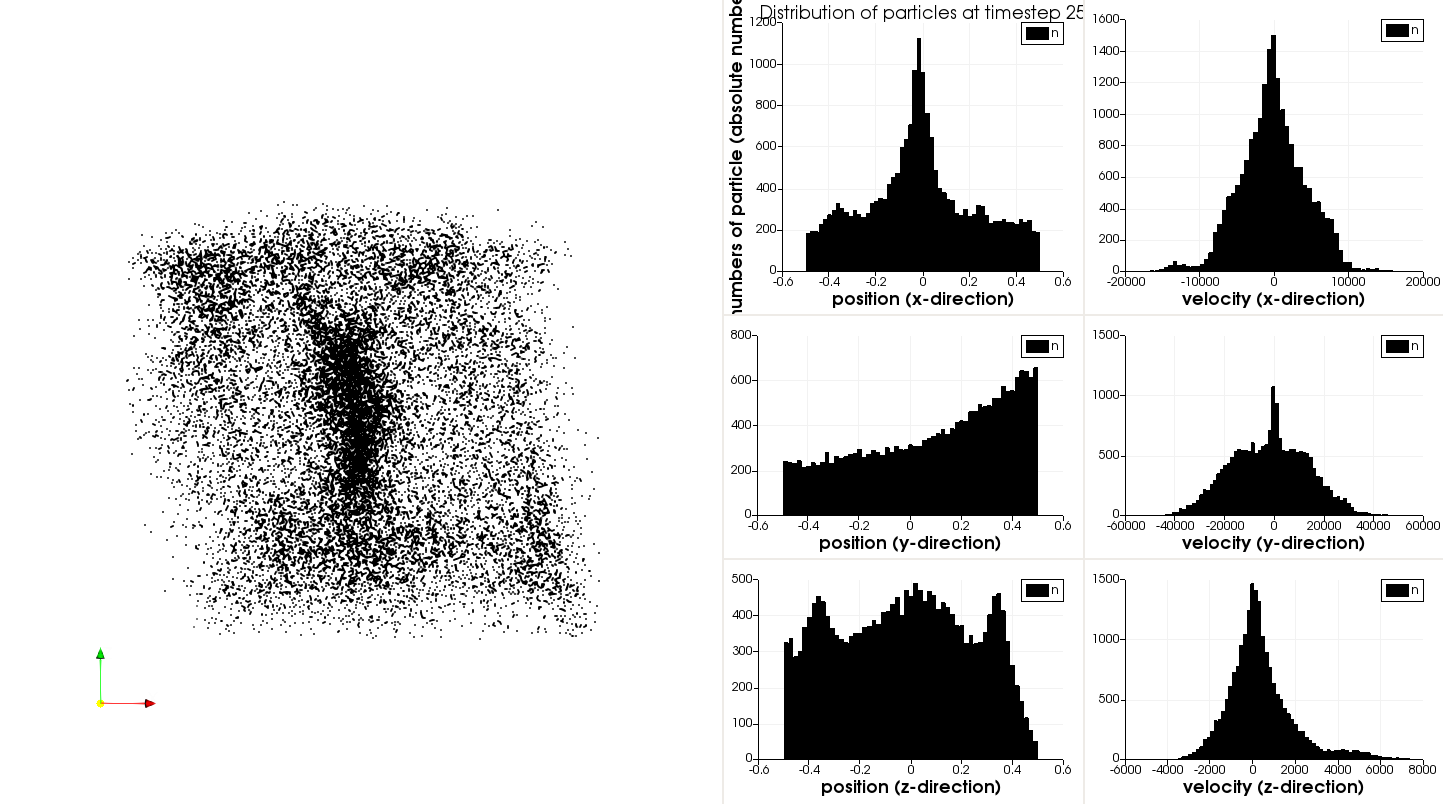 Distribution of particles at timestep 25
numbers of particle (absolute numbe
1200
1000
800
600
400
200
0
n
-0.6 -0.4 -0.2 0 0.2 0.4 0.6
position (x-direction)
1600
1400
1200
1000
800
600
400
200
0
n
-20000 -10000 0 10000 20000
velocity (x-direction)
800
600
400
200
0
n
-0.6 -0.4 -0.2 0 0.2 0.4 0.6
position (y-direction)
1500
1000
500
0
n
-60000 -40000 -20000 0 20000 40000 60000
velocity (y-direction)
500
400
300
200
100
0
n
-0.6 -0.4 -0.2 0 0.2 0.4 0.6
position (z-direction)
1500
1000
500
0
n
-6000 -4000 -2000 0 2000 4000 6000 8000
velocity (z-direction)